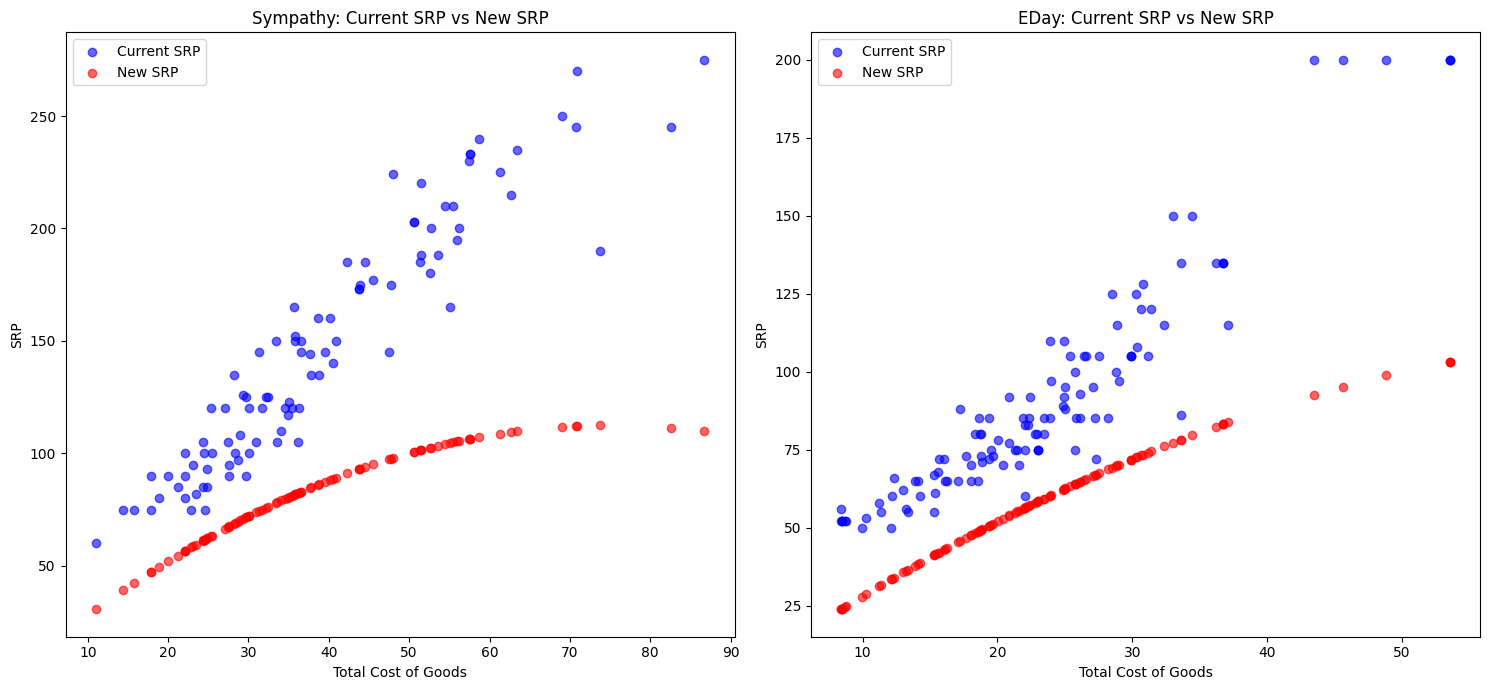 Sympathy: Current SRP vs New SRP
Current SRP
New SRP
SRP
250
200
150
100
50
10 20 30 40 50 60 70 80 90
Total Cost of Goods
EDay: Current SRP vs New SRP
Current SRP
New SRP
SRP
200
175
150
125
100
75
50
25
10 20 30 40 50
Total Cost of Goods